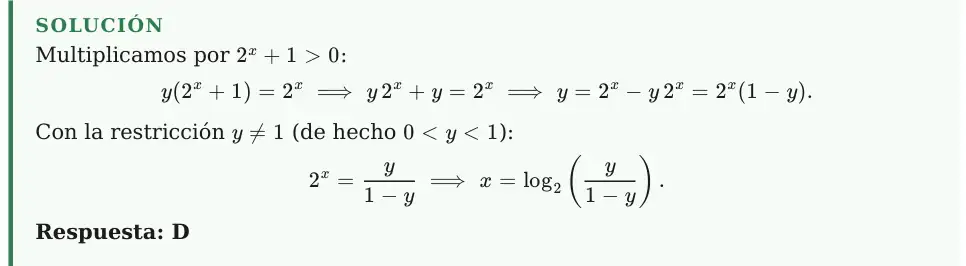 SOLUCIÓN
Multiplicamos por 2^x + 1 > 0:
y(2^x + 1) = 2^x ⟹ y 2^x + y = 2^x ⟹ y = 2^x − y 2^x = 2^x(1 − y).
Con la restricción y ≠ 1 (de hecho 0 < y < 1):
2^x = y/(1 − y) ⟹ x = log_2 (y/(1 − y)).
Respuesta: D